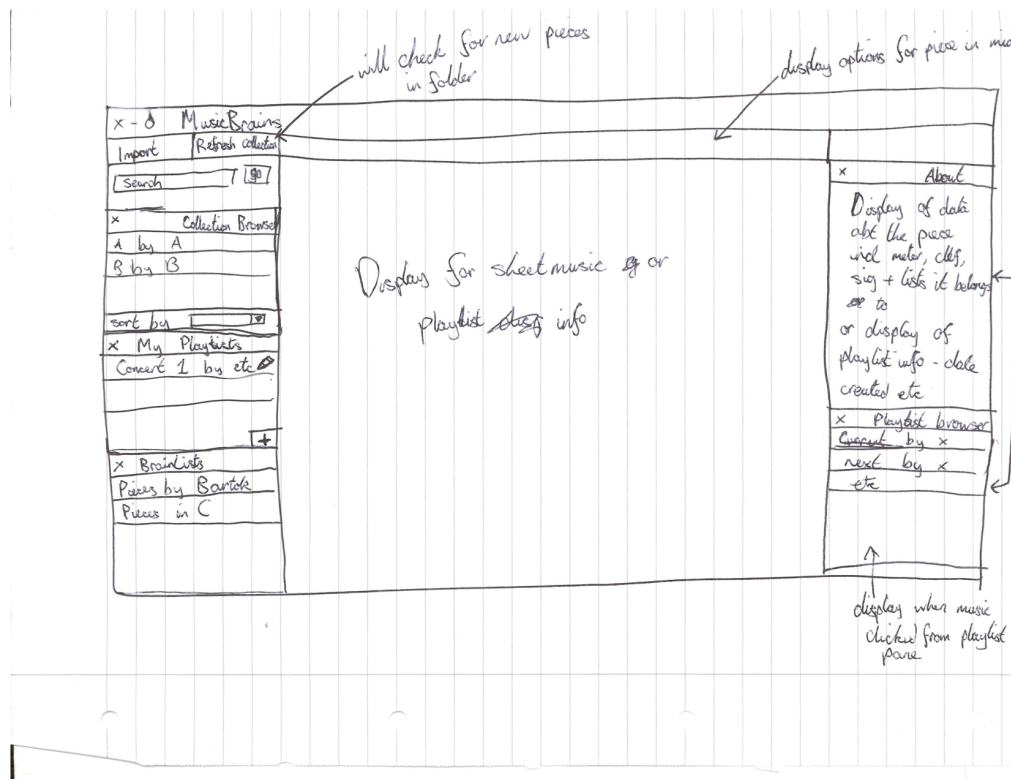 will check for new pieces
in folder
display options for piece in mid
x - MusicBrains
Import
Refresh collection
Search
go
x Collection Browser
A by A
B by B
sort by
x My Playlists
Concert 1 by etc
+
x BrainLists
Pieces by Bartok
Pieces in C
Display for sheetmusic or
playlist info
x About
Display of data
abt the piece
incl meter, clef,
sig + lists it belongs
to
or display of
playlist info - date
created etc
x Playlist browser
Current by x
next by x
etc
display when music
clicked from playlist
pane